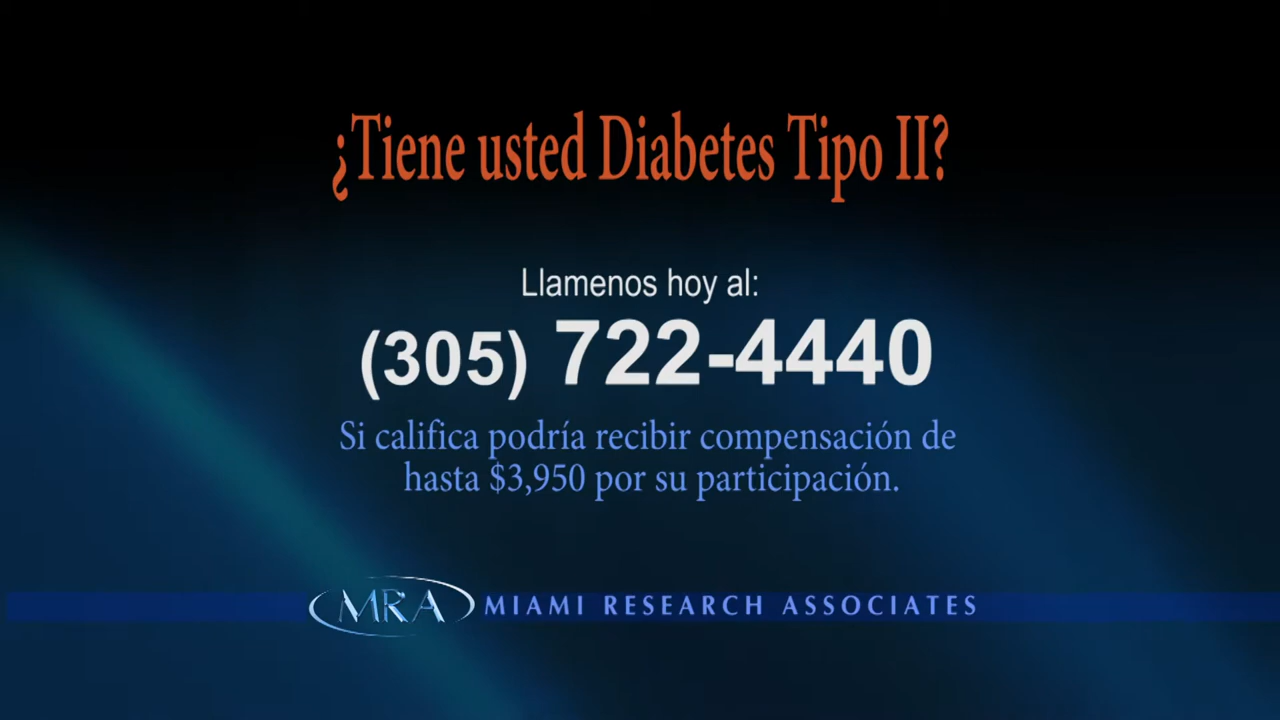 ¿Tiene usted Diabetes Tipo II?
Llamenos hoy al:
(305) 722-4440
Si califica podría recibir compensación de
hasta $3,950 por su participación.
MRA MIAMI RESEARCH ASSOCIATES